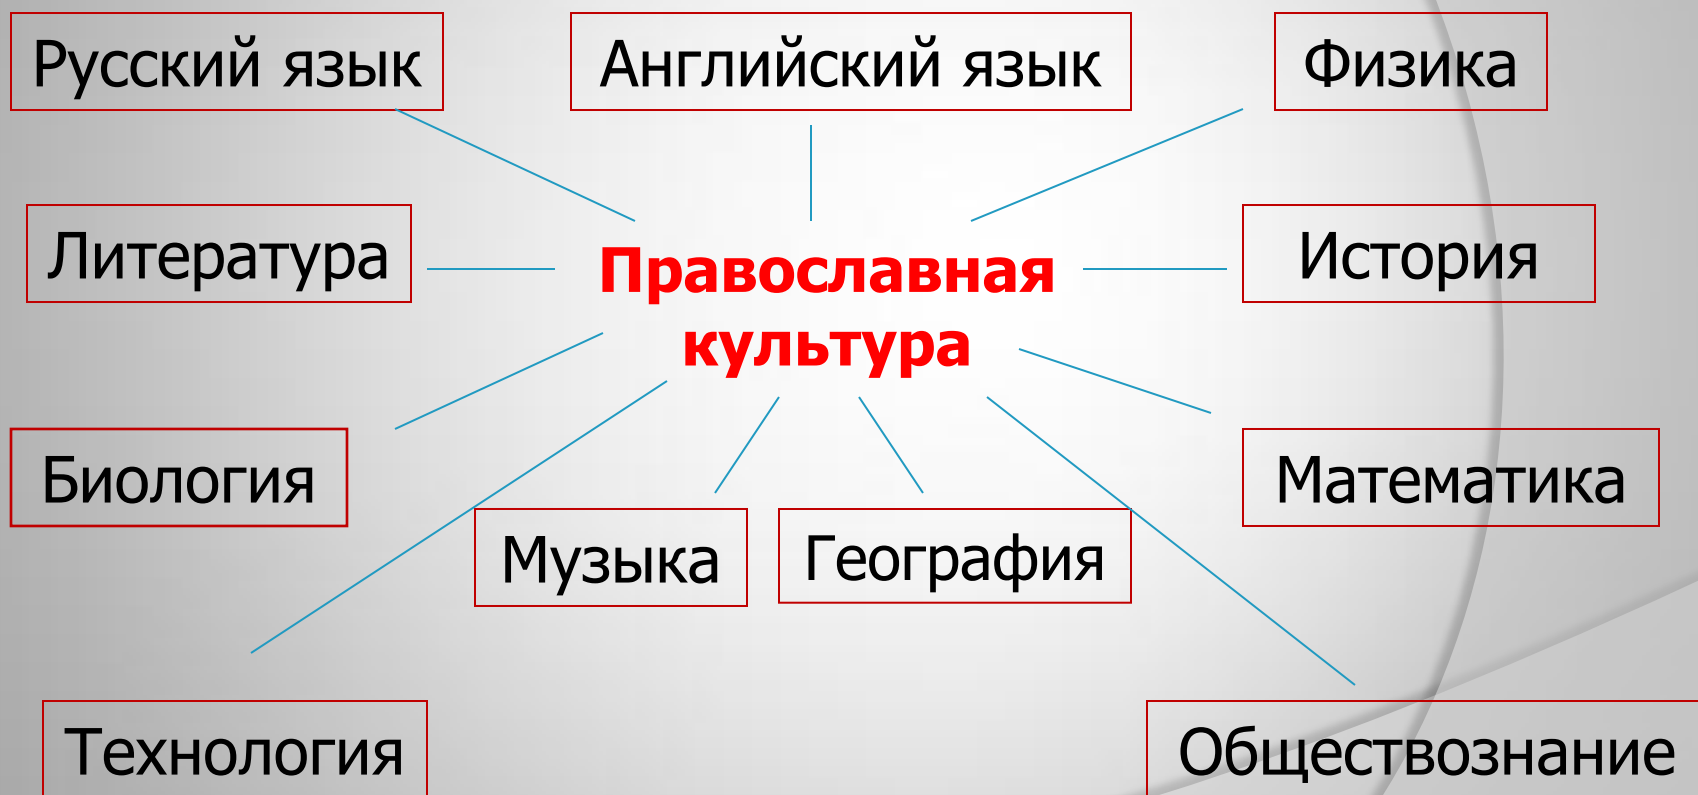 Русский язык
Английский язык
Физика
Литература
Православная
культура
История
Биология
Математика
Музыка
География
Технология
Обществознание